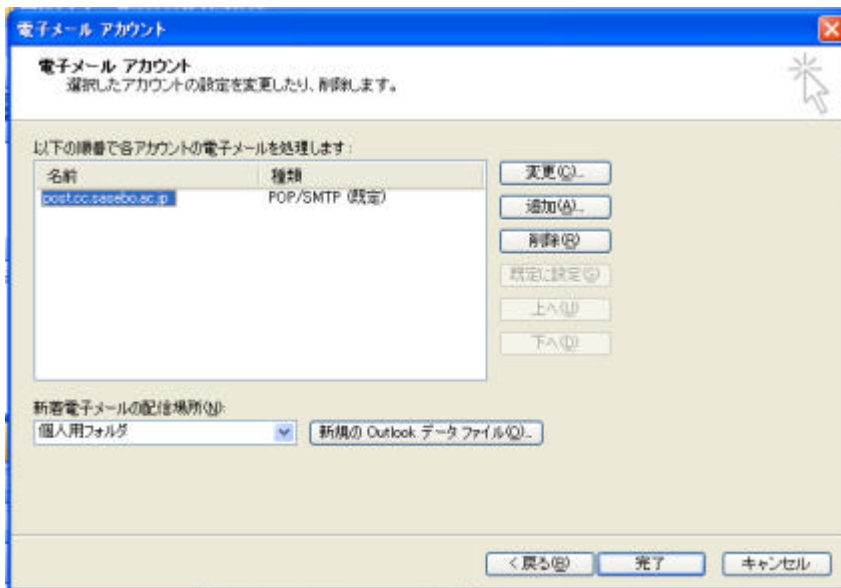 電子メール アカウント
電子メール アカウント
選択したアカウントの設定を変更したり、削除します。
以下の順番で各アカウントの電子メールを処理します:
名前 種類
post.cc.sasebo.ac.jp POP/SMTP (既定)
変更(C)...
追加(A)...
削除(R)
既定に設定(S)
上へ(U)
下へ(D)
新着電子メールの配信場所(N):
個人用フォルダ 新規の Outlook データ ファイル(O)...
< 戻る(B) 完了 キャンセル